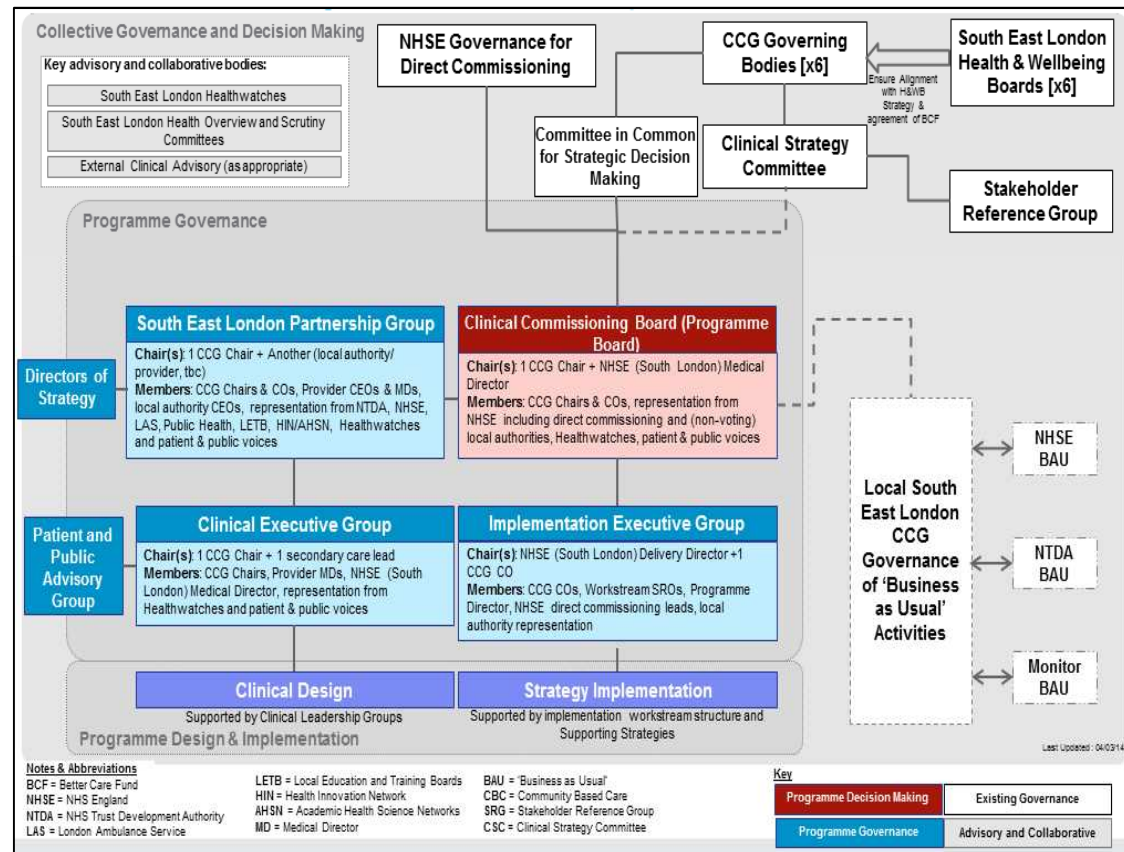 Collective Governance and Decision Making
Key advisory and collaborative bodies:
South East London Healthwatches
South East London Health Overview and Scrutiny
Committees
External Clinical Advisory (as appropriate)
NHSE Governance for
Direct Commissioning
CCG Governing
Bodies [x6]
Ensure Alignment
with H&WB
Strategy &
agreement of BCF
South East London
Health & Wellbeing
Boards [x6]
Committee in Common
for Strategic Decision
Making
Clinical Strategy
Committee
Stakeholder
Reference Group
Programme Governance
Directors of
Strategy
South East London Partnership Group
Chair(s): 1 CCG Chair + Another (local authority/
provider, tbc)
Members: CCG Chairs & COs, Provider CEOs & MDs,
local authority CEOs, representation from NTDA, NHSE,
LAS, Public Health, LETB, HIN/AHSN, Healthwatches
and patient & public voices
Clinical Commissioning Board (Programme
Board)
Chair(s): 1 CCG Chair + NHSE (South London) Medical
Director
Members: CCG Chairs & COs, representation from
NHSE including direct commissioning and (non-voting)
local authorities, Healthwatches, patient & public voices
Patient and
Public
Advisory
Group
Clinical Executive Group
Chair(s): 1 CCG Chair + 1 secondary care lead
Members: CCG Chairs, Provider MDs, NHSE (South
London) Medical Director, representation from
Healthwatches and patient & public voices
Implementation Executive Group
Chair(s): NHSE (South London) Delivery Director +1
CCG CO
Members: CCG COs, Workstream SROs, Programme
Director, NHSE direct commissioning leads, local
authority representation
Local South
East London
CCG
Governance
of 'Business
as Usual'
Activities
NHSE
BAU
NTDA
BAU
Monitor
BAU
Clinical Design
Supported by Clinical Leadership Groups
Strategy Implementation
Supported by implementation workstream structure and
Supporting Strategies
Programme Design & Implementation
Last Updated : 04/03/14
Notes & Abbreviations
BCF = Better Care Fund
NHSE = NHS England
NTDA = NHS Trust Development Authority
LAS = London Ambulance Service
LETB = Local Education and Training Boards
HIN = Health Innovation Network
AHSN = Academic Health Science Networks
MD = Medical Director
BAU = 'Business as Usual'
CBC = Community Based Care
SRG = Stakeholder Reference Group
CSC = Clinical Strategy Committee
Key
Programme Decision Making
Existing Governance
Programme Governance
Advisory and Collaborative